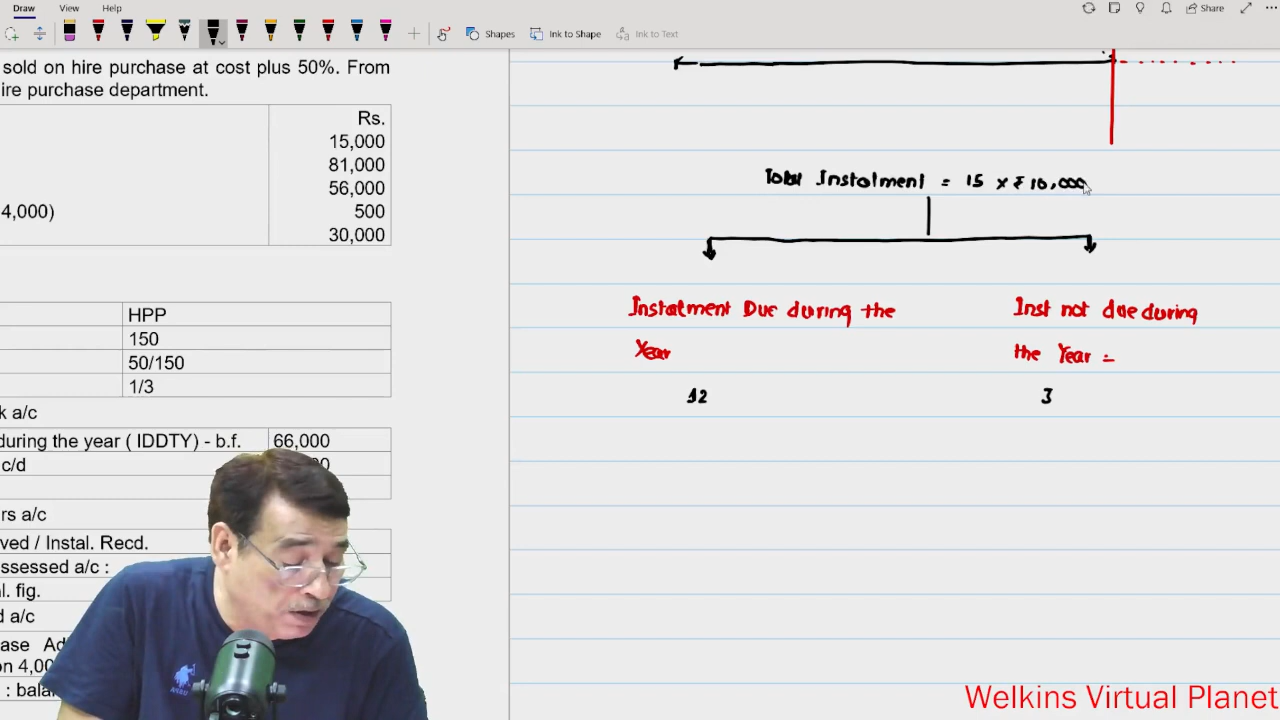 Draw View Help
Share
Shapes Ink to Shape Ink to Text
sold on hire purchase at cost plus 50%. From
ire purchase department.
Rs.
15,000
81,000
56,000
4,000) 500
30,000
HPP
150
50/150
1/3
k a/c
during the year ( IDDTY) - b.f. 66,000
c/d
rs a/c
ved / Instal. Recd.
ssessed a/c :
l. fig.
d a/c
ase Ad
on 4,00
: bala
Total Instalment = 15 × ₹ 10,000
Instalment Due during the
Year
12
Inst not due during
the Year =
3
Welkins Virtual Planet